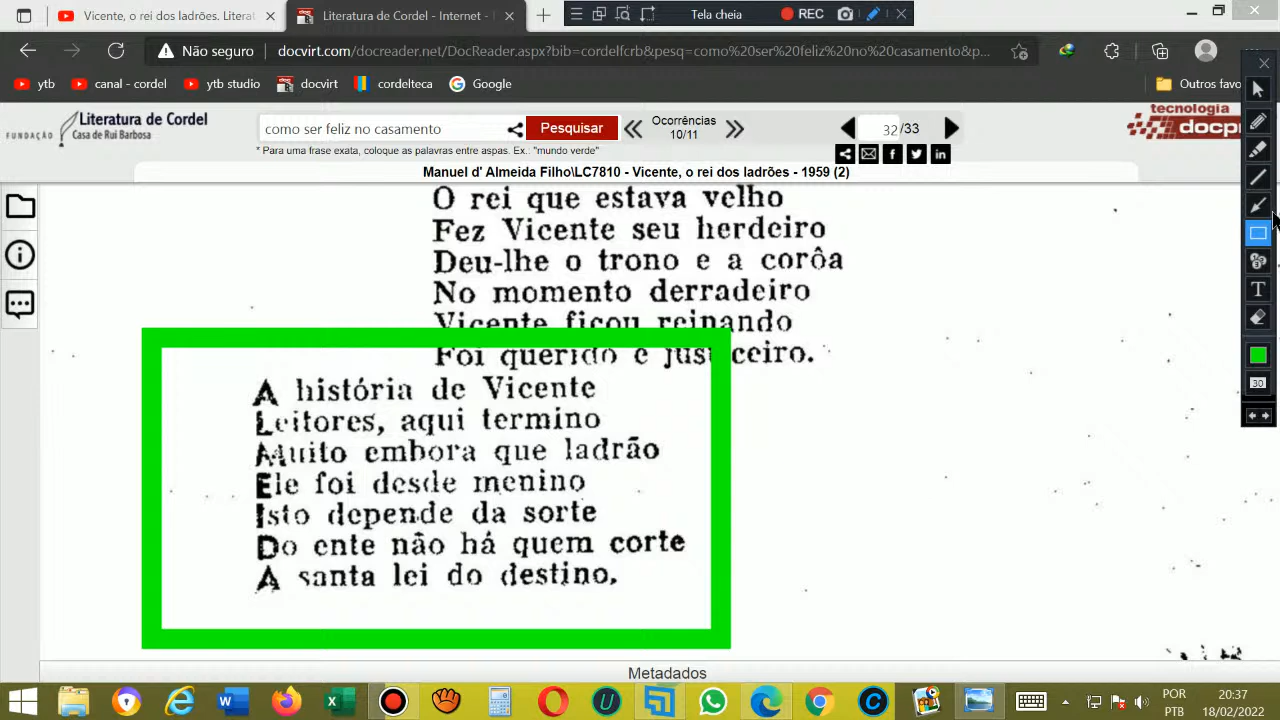 Vicente, o rei dos ladrões. Literat
Literatura de Cordel - Internet -
Tela cheia
REC
Não seguro
docvirt.com/docreader.net/DocReader.aspx?bib=cordelfcrb&pesq=como%20ser%20feliz%20no%20casamento&p...
ytb
canal - cordel
ytb studio
docvirt
cordelteca
Google
Outros favo
FUNDAÇÃO
Literatura de Cordel
Casa de Rui Barbosa
como ser feliz no casamento
Pesquisar
Ocorrências
10/11
32/33
tecnologia
docpr
* Para uma frase exata, coloque as palavras entre aspas. Ex.: "mundo verde"
Manuel d' Almeida Filho\LC7810 - Vicente, o rei dos ladrões - 1959 (2)
O rei que estava velho
Fez Vicente seu herdeiro
Deu-lhe o trono e a corôa
No momento derradeiro
Vicente ficou reinando
Foi querido e justiceiro.
A história de Vicente
Leitores, aqui termino
Muito embora que ladrão
Ele foi desde menino
Isto depende da sorte
Do ente não há quem corte
A santa lei do destino.
T
30
Metadados
POR
PTB
20:37
18/02/2022